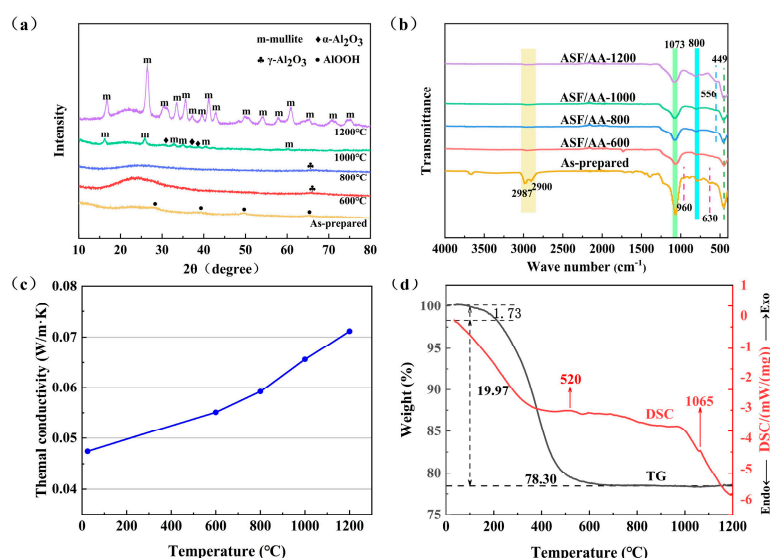 (a)
m-mullite ♦ α-Al₂O₃
♣ γ-Al₂O₃ • AlOOH
m m m m m m m m m m m m m m m m m
1200℃
m m m m m m
1000℃
800℃
600℃
As-prepared
Intensity
10 20 30 40 50 60 70 80
2θ（degree）
(b)
1073 800 449
ASF/AA-1200
550
ASF/AA-1000
ASF/AA-800
ASF/AA-600
As-prepared
2987 2900 960 630
Transmittance
4000 3500 3000 2500 2000 1500 1000 500
Wave number (cm⁻¹)
(c)
0.08
0.07
0.06
0.05
0.04
Themal conductivity (W/m·K)
0 200 400 600 800 1000 1200
Temperature (℃)
(d)
100
95
90
85
80
75
Weight (%)
1.73
19.97
520
1065
DSC
78.30
TG
1
0
-1
-2
-3
-4
-5
-6
Endo← DSC/(mW/(mg)) →Exo
0 200 400 600 800 1000 1200
Temperature (℃)